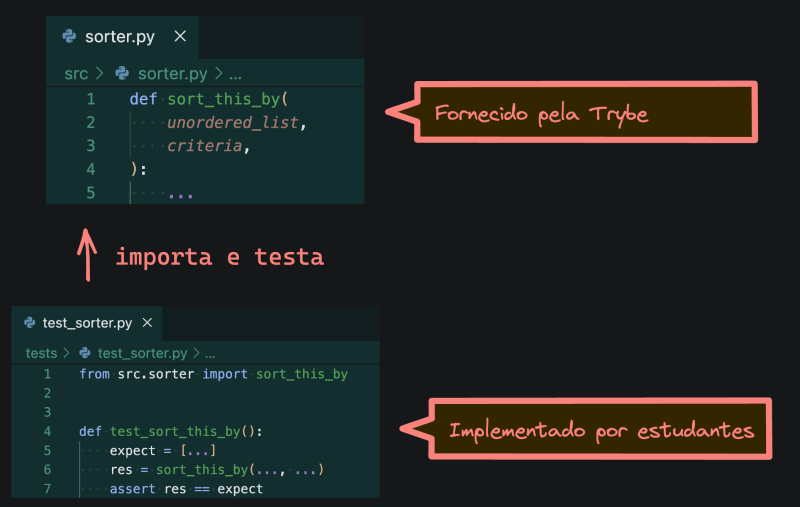 sorter.py ×
src > sorter.py > ...
1 def sort_this_by(
2     unordered_list,
3     criteria,
4 ):
5     ...
Fornecido pela Trybe
importa e testa
test_sorter.py ×
tests > test_sorter.py > ...
1 from src.sorter import sort_this_by
2
3
4 def test_sort_this_by():
5     expect = [...]
6     res = sort_this_by(..., ...)
7     assert res == expect
Implementado por estudantes